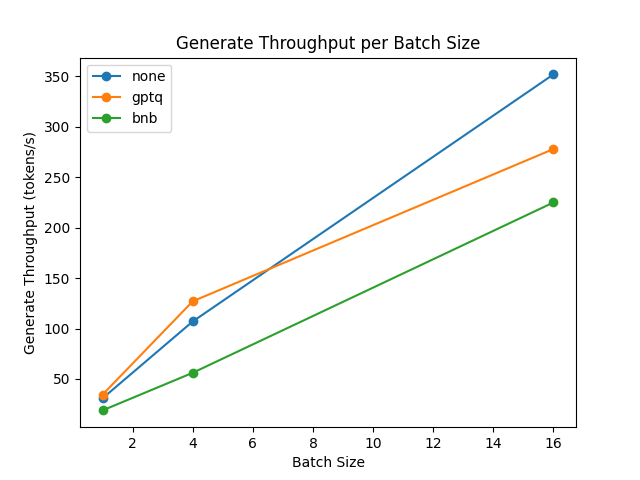 Generate Throughput per Batch Size
none
gptq
bnb
Generate Throughput (tokens/s)
350
300
250
200
150
100
50
2 4 6 8 10 12 14 16
Batch Size